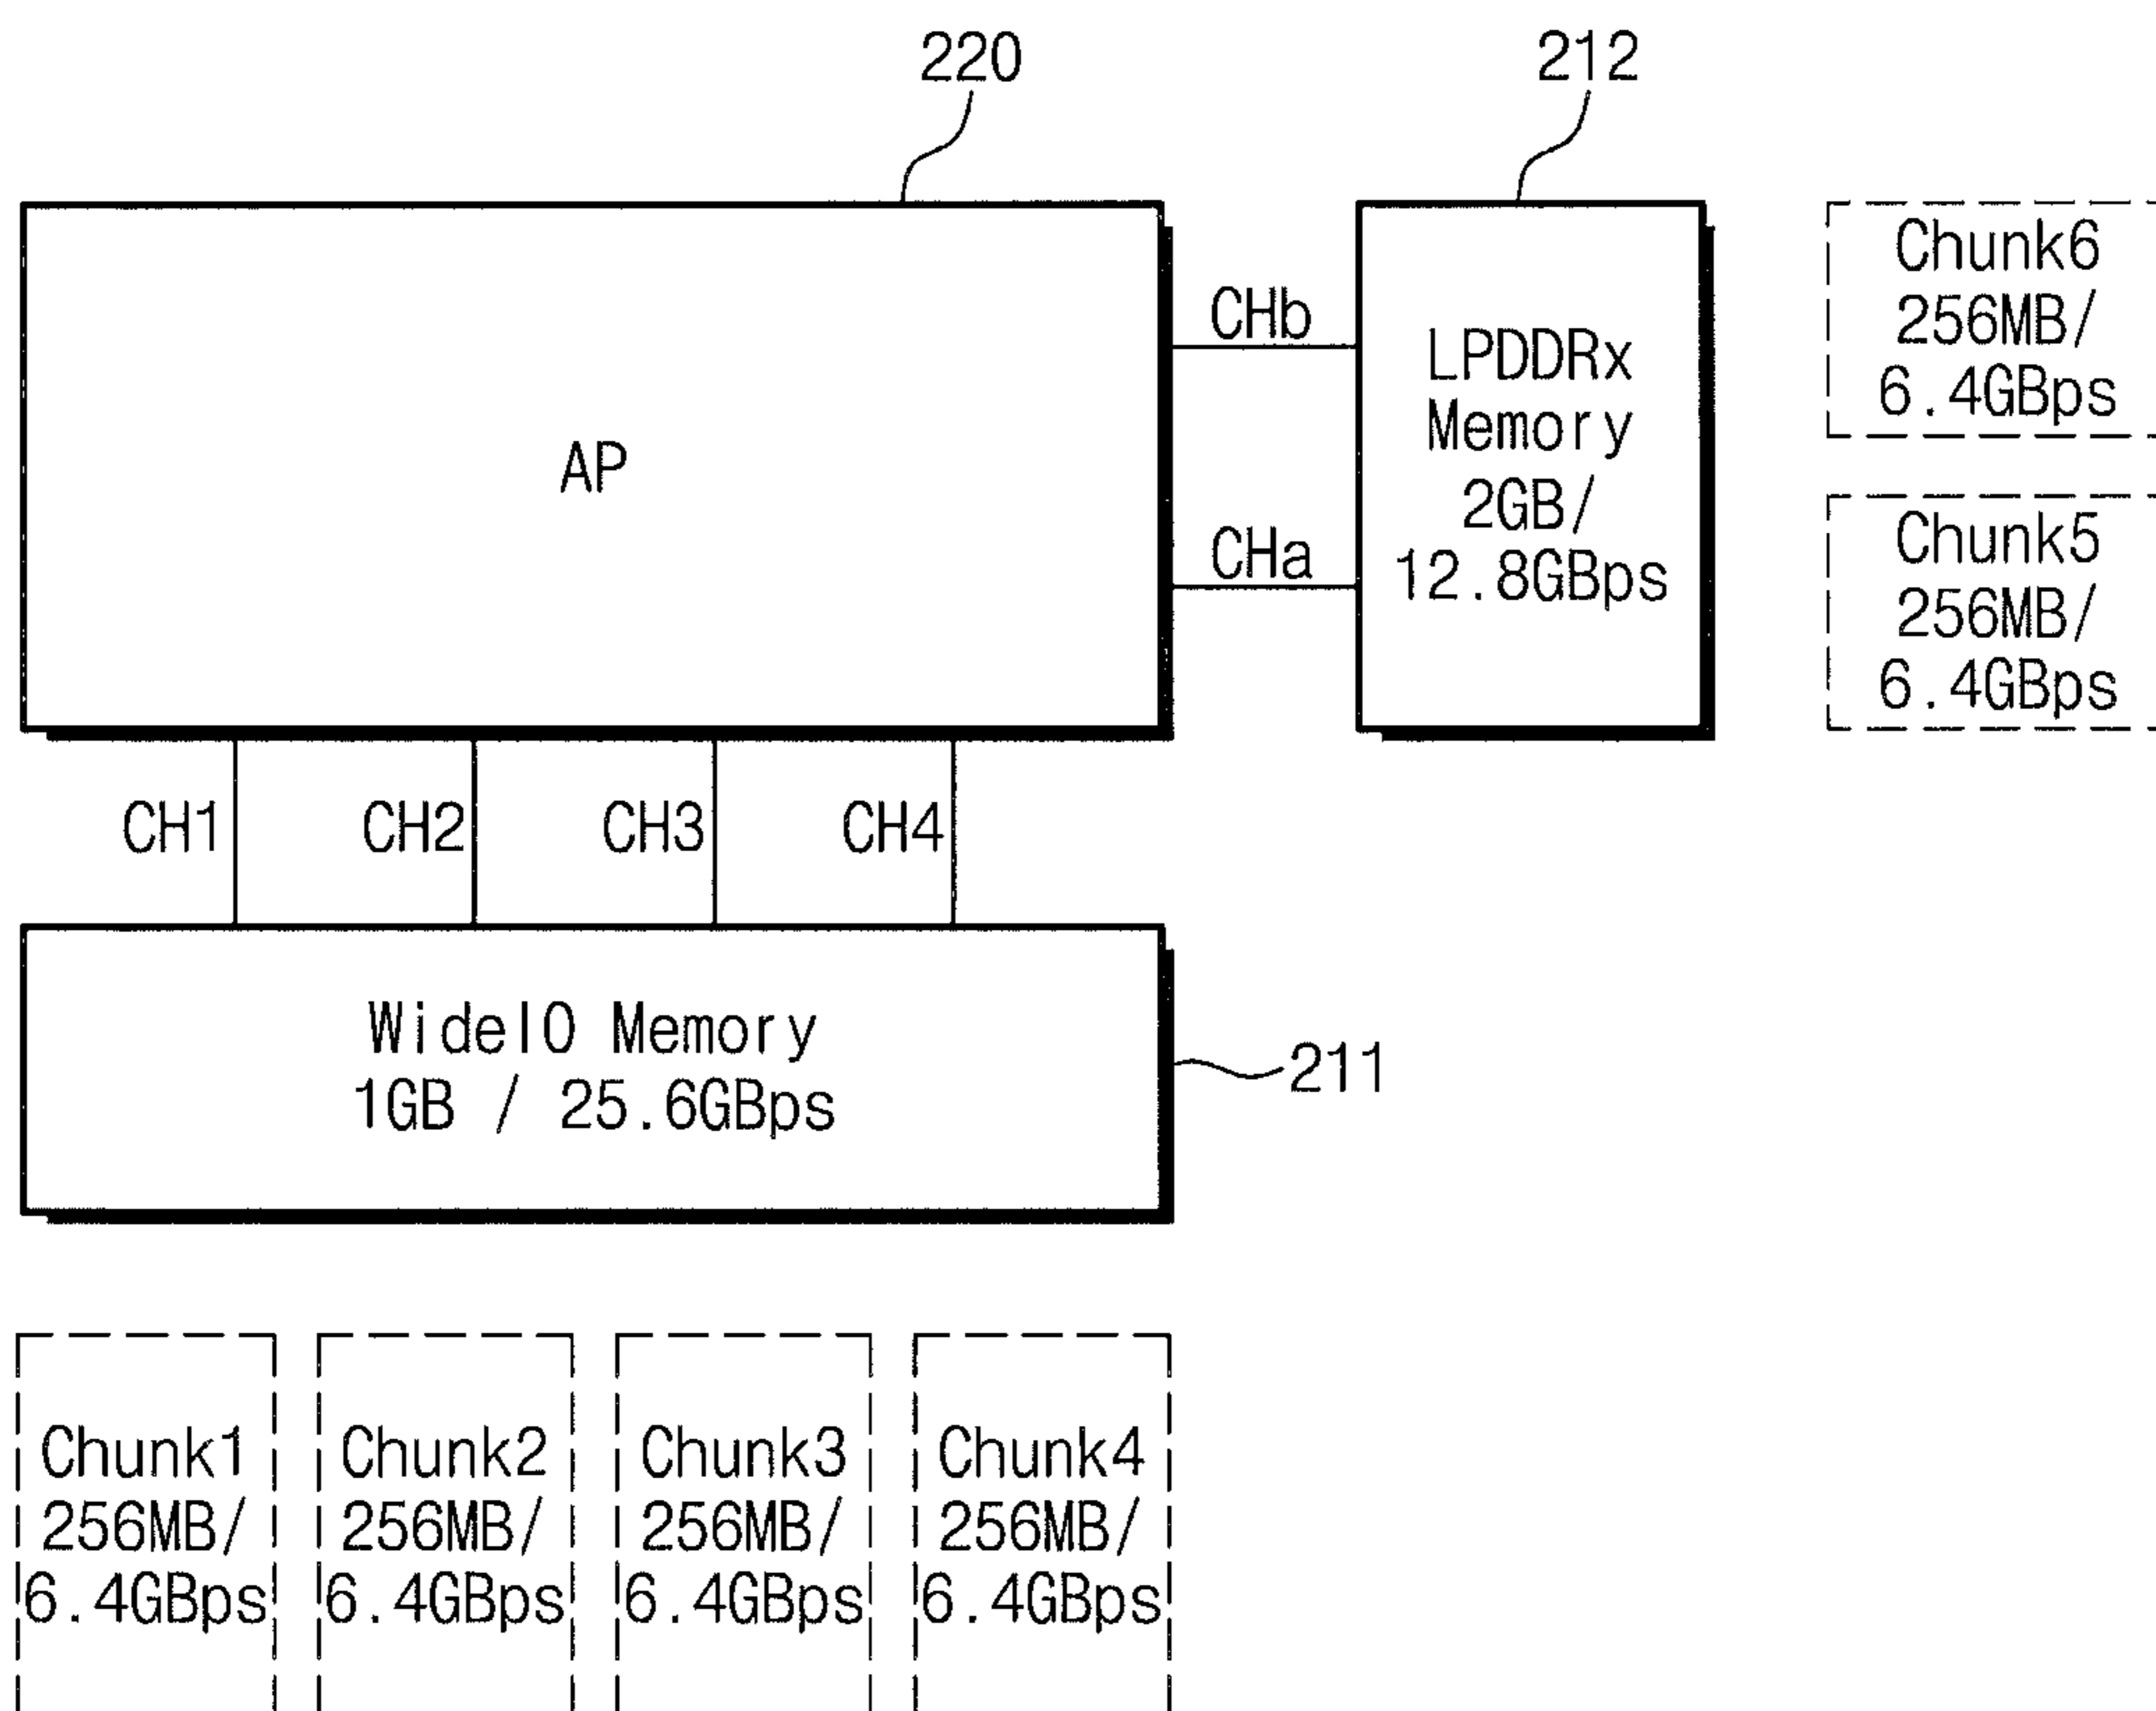 220
212
AP
CHb
CHa
LPDDRx
Memory
2GB/
12.8GBps
Chunk6
256MB/
6.4GBps
Chunk5
256MB/
6.4GBps
CH1
CH2
CH3
CH4
WideIO Memory
1GB / 25.6GBps
211
Chunk1
256MB/
6.4GBps
Chunk2
256MB/
6.4GBps
Chunk3
256MB/
6.4GBps
Chunk4
256MB/
6.4GBps